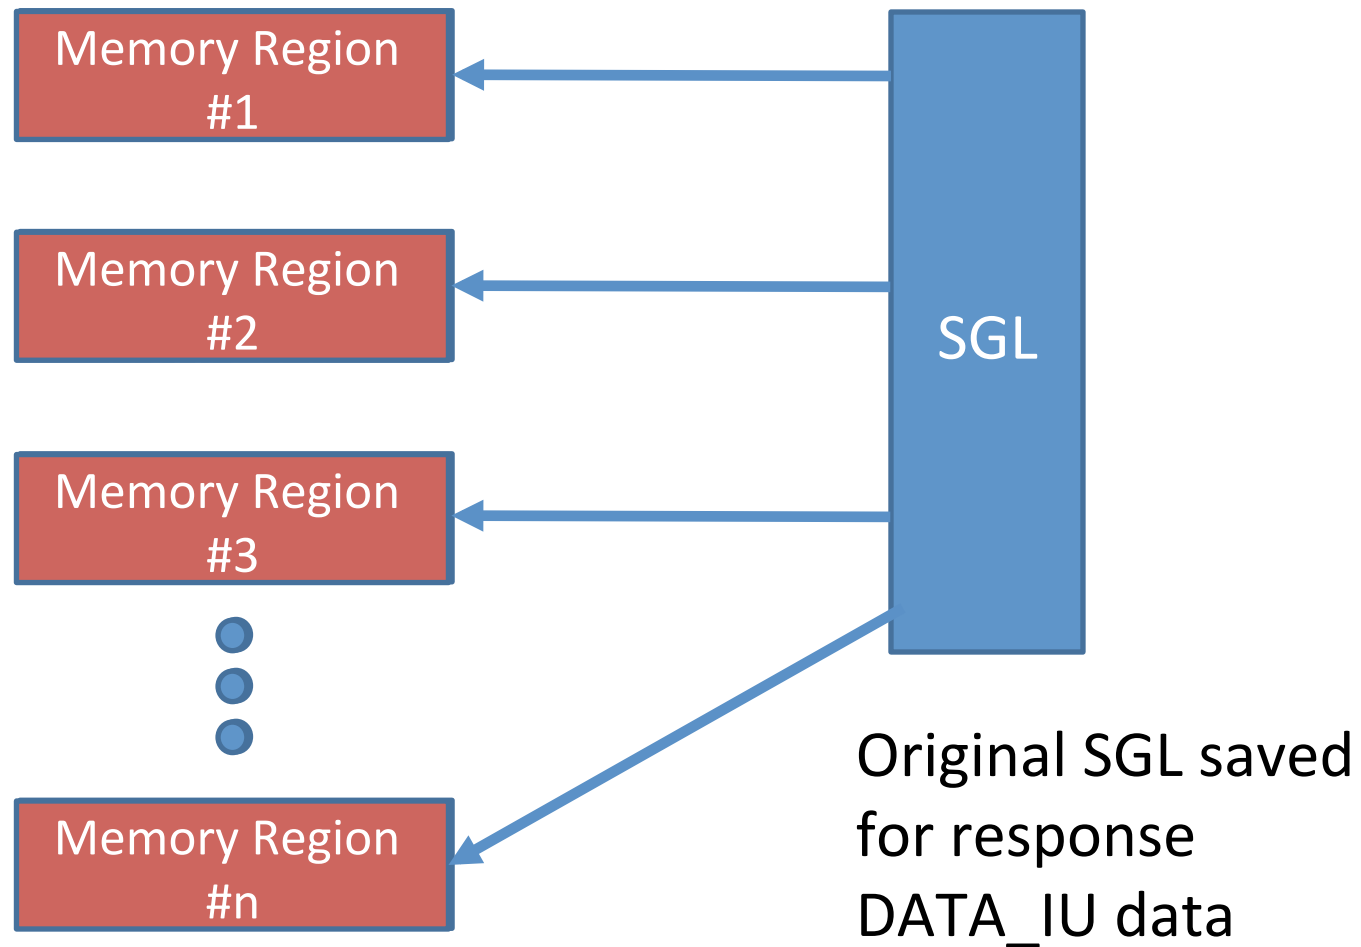 Memory Region
#1
Memory Region
#2
SGL
Memory Region
#3
Memory Region
#n
Original SGL saved
for response
DATA_IU data